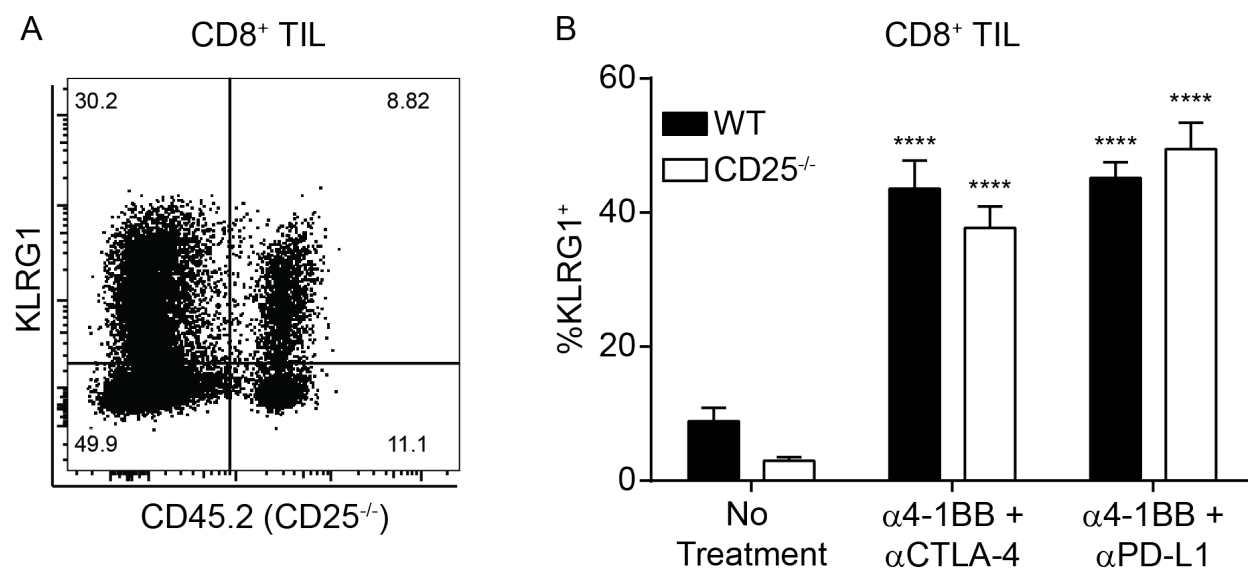 A
CD8⁺ TIL
30.2
8.82
KLRG1
49.9
11.1
CD45.2 (CD25⁻/⁻)
B
CD8⁺ TIL
60
40
20
0
%KLRG1⁺
WT
CD25⁻/⁻
****
****
****
****
No
Treatment
α4-1BB +
αCTLA-4
α4-1BB +
αPD-L1